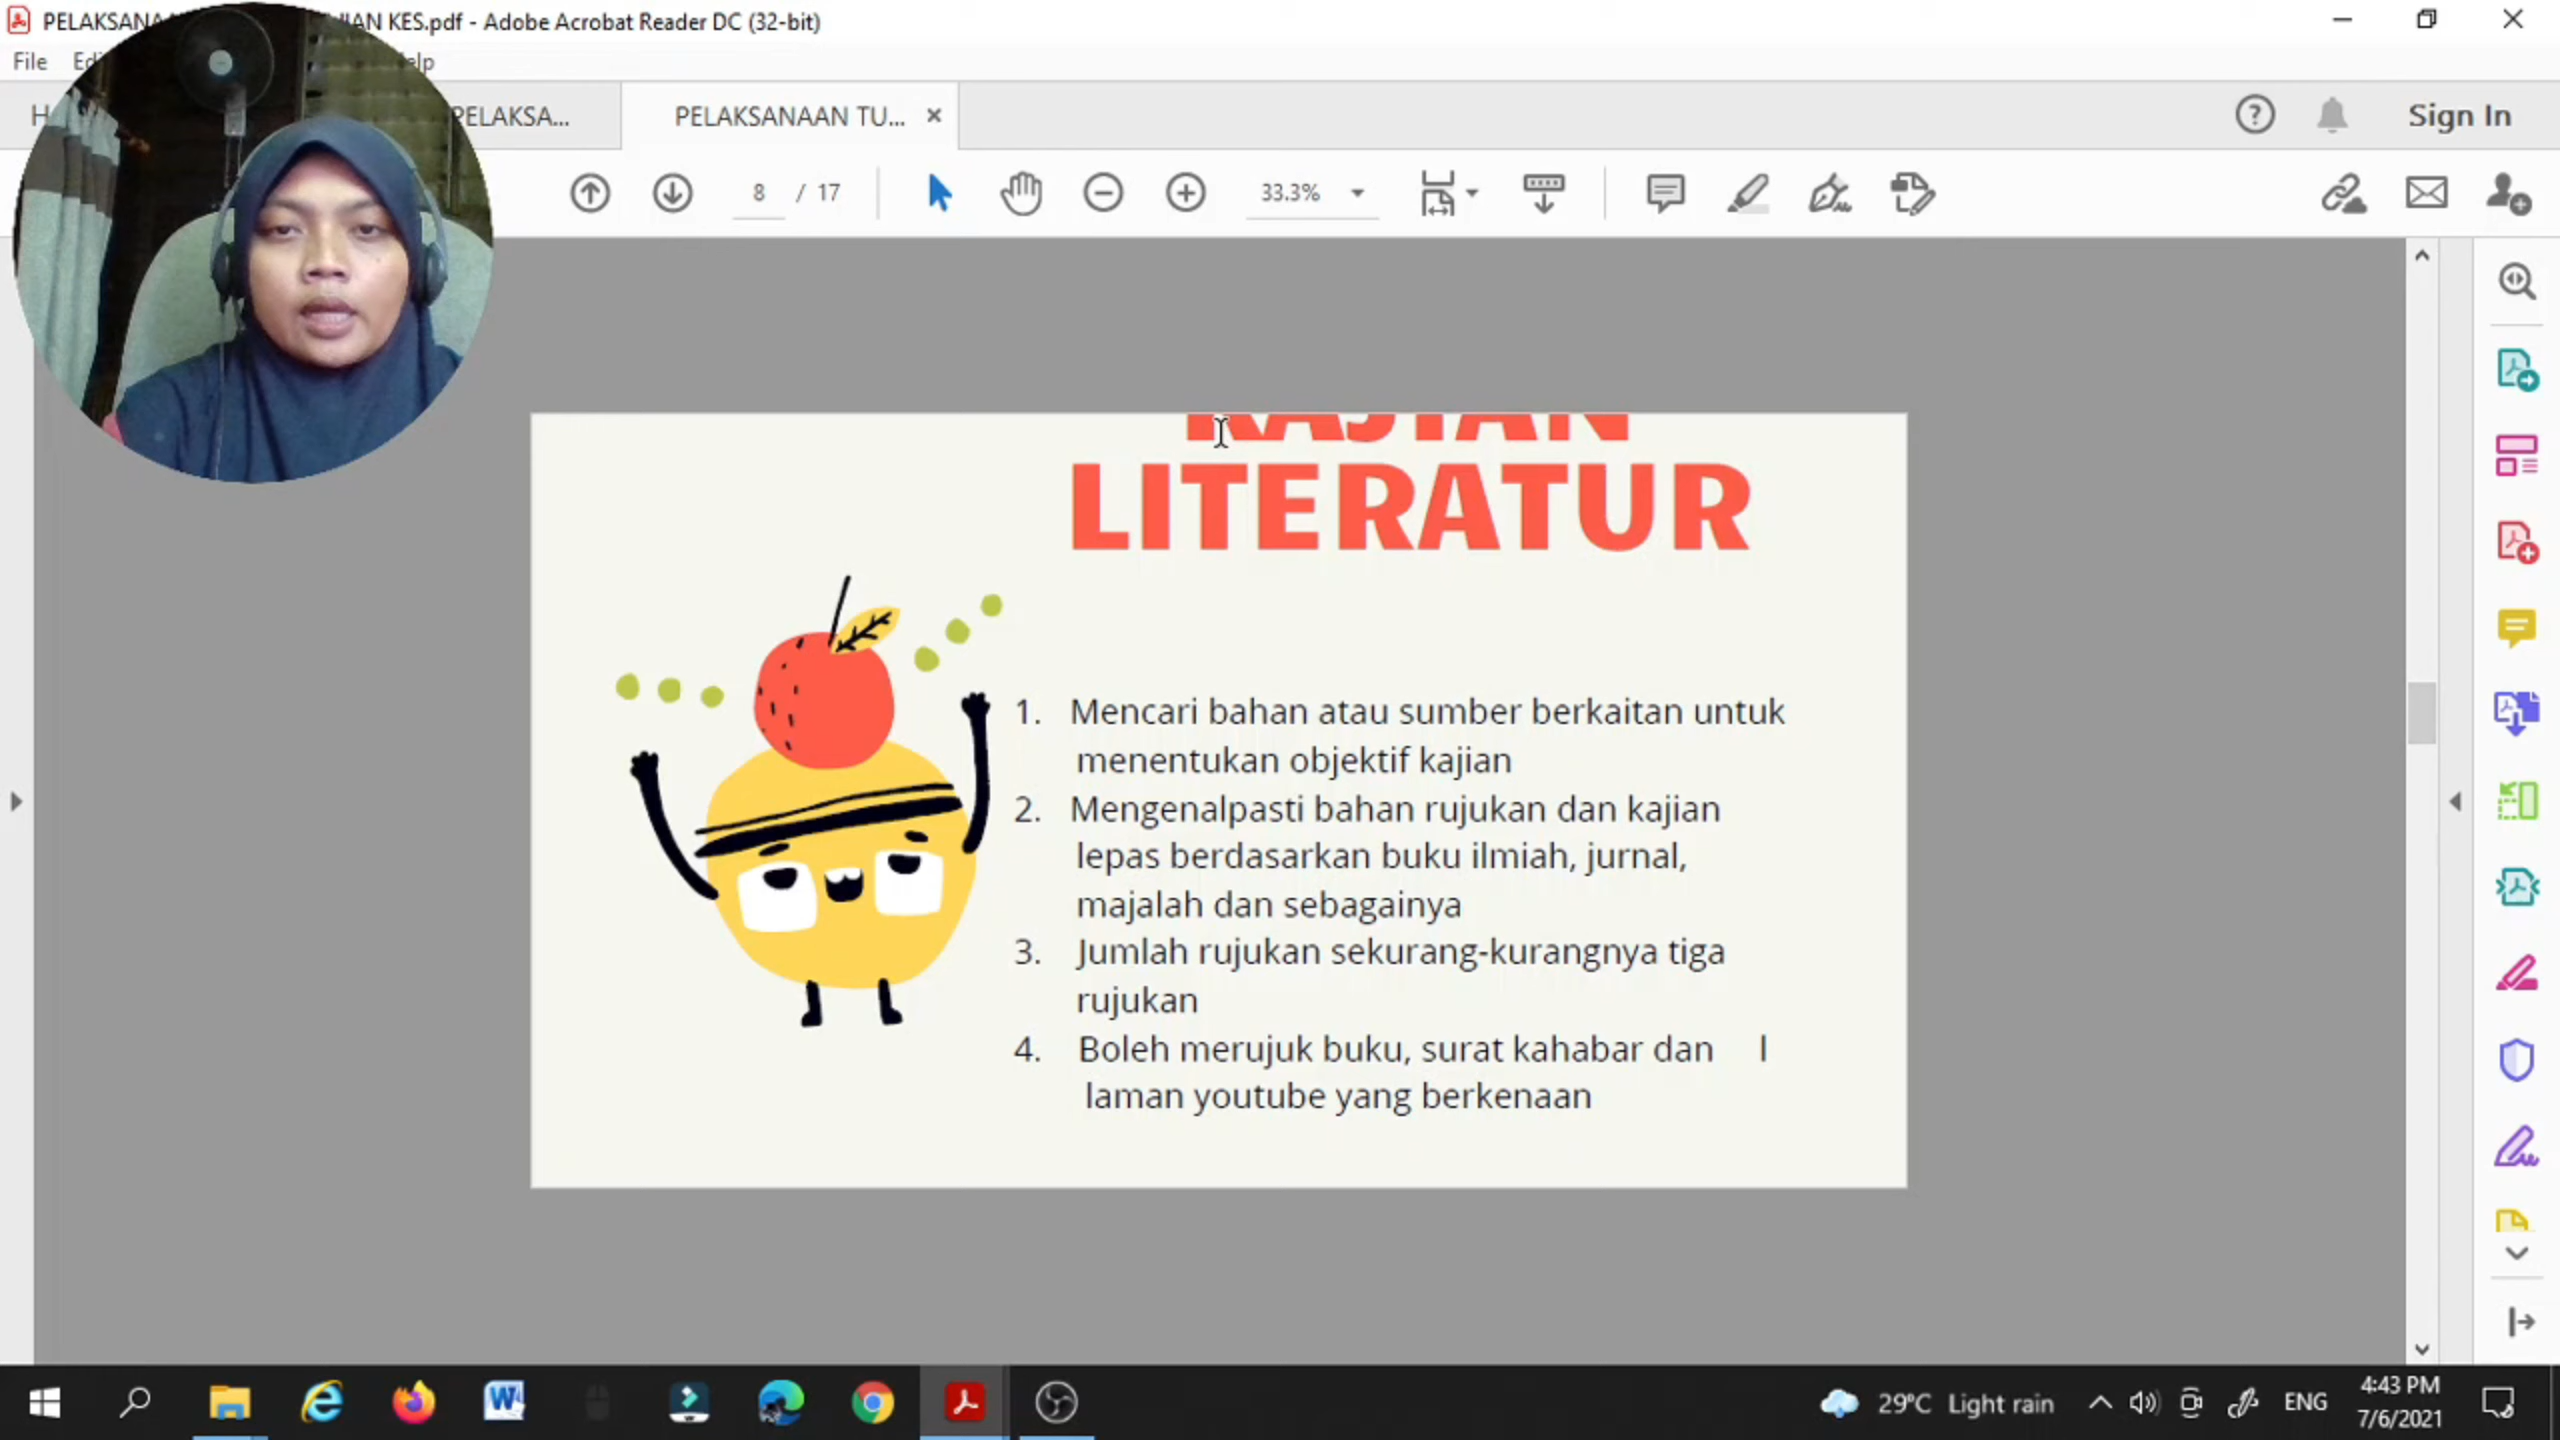 PELAKSANA JIAN KES.pdf - Adobe Acrobat Reader DC (32-bit)
File
PELAKSA...
PELAKSANAAN TU...
Sign In
8 / 17
33.3%
KAJIAN
LITERATUR
1. Mencari bahan atau sumber berkaitan untuk
menentukan objektif kajian
2. Mengenalpasti bahan rujukan dan kajian
lepas berdasarkan buku ilmiah, jurnal,
majalah dan sebagainya
3. Jumlah rujukan sekurang-kurangnya tiga
rujukan
4. Boleh merujuk buku, surat kahabar dan l
laman youtube yang berkenaan
29°C Light rain
ENG
4:43 PM
7/6/2021